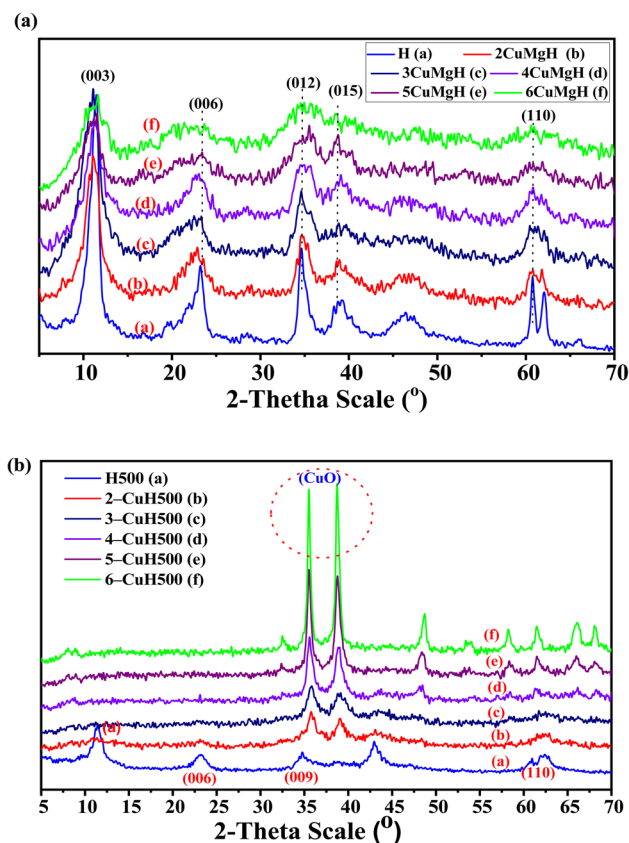 (a)
H (a) 2CuMgH (b)
3CuMgH (c) 4CuMgH (d)
5CuMgH (e) 6CuMgH (f)
(003)
(006)
(012)
(015)
(110)
(f)
(e)
(d)
(c)
(b)
(a)
10 20 30 40 50 60 70
2-Thetha Scale (o)
(b)
H500 (a)
2–CuH500 (b)
3–CuH500 (c)
4–CuH500 (d)
5–CuH500 (e)
6–CuH500 (f)
(CuO)
(f)
(e)
(d)
(c)
(b)
(a)
(a)
(006)
(009)
(110)
5 10 15 20 25 30 35 40 45 50 55 60 65 70
2-Theta Scale (o)